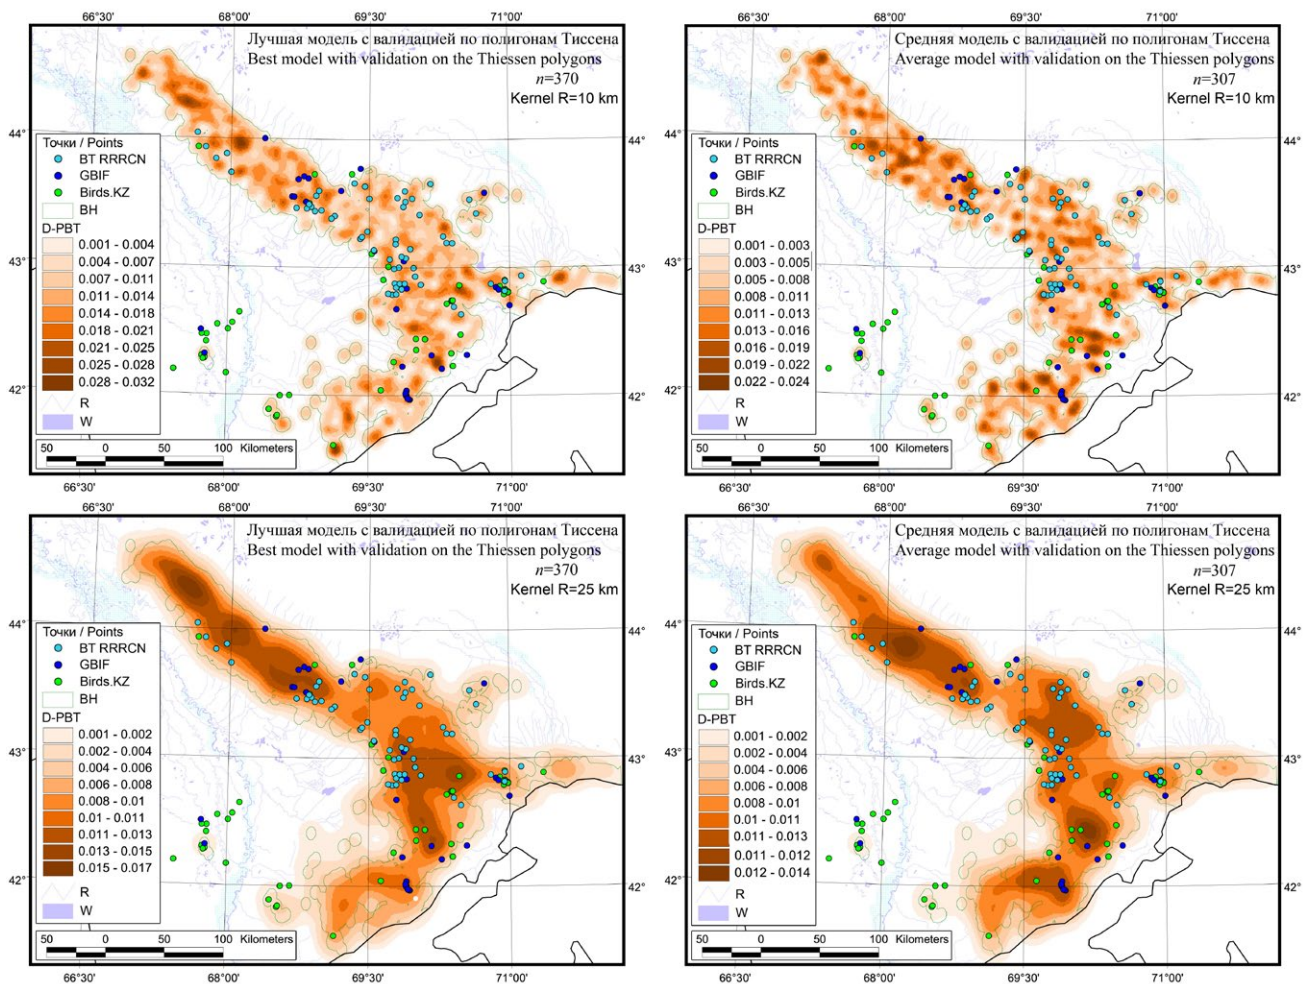 66°30' 68°00' 69°30' 71°00'
Лучшая модель с валидацией по полигонам Тиссена
Best model with validation on the Thiessen polygons
n=370
Kernel R=10 km
44°
43°
42°
Точки / Points
BT RRRCN
GBIF
Birds.KZ
BH
D-PBT
0.001 - 0.004
0.004 - 0.007
0.007 - 0.011
0.011 - 0.014
0.014 - 0.018
0.018 - 0.021
0.021 - 0.025
0.025 - 0.028
0.028 - 0.032
R
W
50 0 50 100 Kilometers
66°30' 68°00' 69°30' 71°00'
66°30' 68°00' 69°30' 71°00'
Средняя модель с валидацией по полигонам Тиссена
Average model with validation on the Thiessen polygons
n=307
Kernel R=10 km
44°
43°
42°
Точки / Points
BT RRRCN
GBIF
Birds.KZ
BH
D-PBT
0.001 - 0.003
0.003 - 0.005
0.005 - 0.008
0.008 - 0.011
0.011 - 0.013
0.013 - 0.016
0.016 - 0.019
0.019 - 0.022
0.022 - 0.024
R
W
50 0 50 100 Kilometers
66°30' 68°00' 69°30' 71°00'
66°30' 68°00' 69°30' 71°00'
Лучшая модель с валидацией по полигонам Тиссена
Best model with validation on the Thiessen polygons
n=370
Kernel R=25 km
44°
43°
42°
Точки / Points
BT RRRCN
GBIF
Birds.KZ
BH
D-PBT
0.001 - 0.002
0.002 - 0.004
0.004 - 0.006
0.006 - 0.008
0.008 - 0.01
0.01 - 0.011
0.011 - 0.013
0.013 - 0.015
0.015 - 0.017
R
W
50 0 50 100 Kilometers
66°30' 68°00' 69°30' 71°00'
66°30' 68°00' 69°30' 71°00'
Средняя модель с валидацией по полигонам Тиссена
Average model with validation on the Thiessen polygons
n=307
Kernel R=25 km
44°
43°
42°
Точки / Points
BT RRRCN
GBIF
Birds.KZ
BH
D-PBT
0.001 - 0.002
0.002 - 0.004
0.004 - 0.006
0.006 - 0.008
0.008 - 0.01
0.01 - 0.011
0.011 - 0.013
0.011 - 0.012
0.012 - 0.014
R
W
50 0 50 100 Kilometers
66°30' 68°00' 69°30' 71°00'